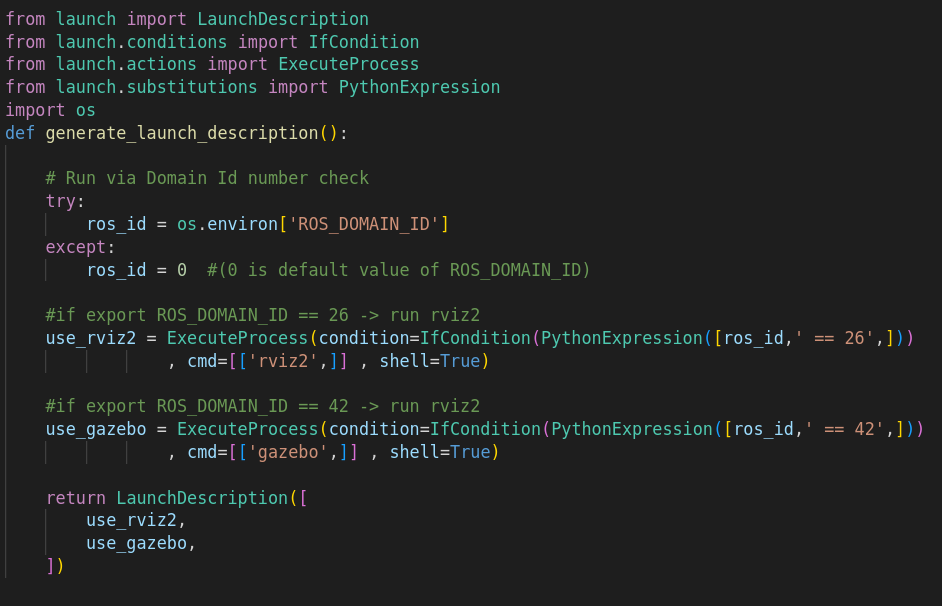 from launch import LaunchDescription
from launch.conditions import IfCondition
from launch.actions import ExecuteProcess
from launch.substitutions import PythonExpression
import os
def generate_launch_description():

    # Run via Domain Id number check
    try:
        ros_id = os.environ['ROS_DOMAIN_ID']
    except:
        ros_id = 0  #(0 is default value of ROS_DOMAIN_ID)

    #if export ROS_DOMAIN_ID == 26 -> run rviz2
    use_rviz2 = ExecuteProcess(condition=IfCondition(PythonExpression([ros_id,' == 26',]))
                , cmd=[['rviz2',]] , shell=True)

    #if export ROS_DOMAIN_ID == 42 -> run rviz2
    use_gazebo = ExecuteProcess(condition=IfCondition(PythonExpression([ros_id,' == 42',]))
                , cmd=[['gazebo',]] , shell=True)

    return LaunchDescription([
        use_rviz2,
        use_gazebo,
    ])